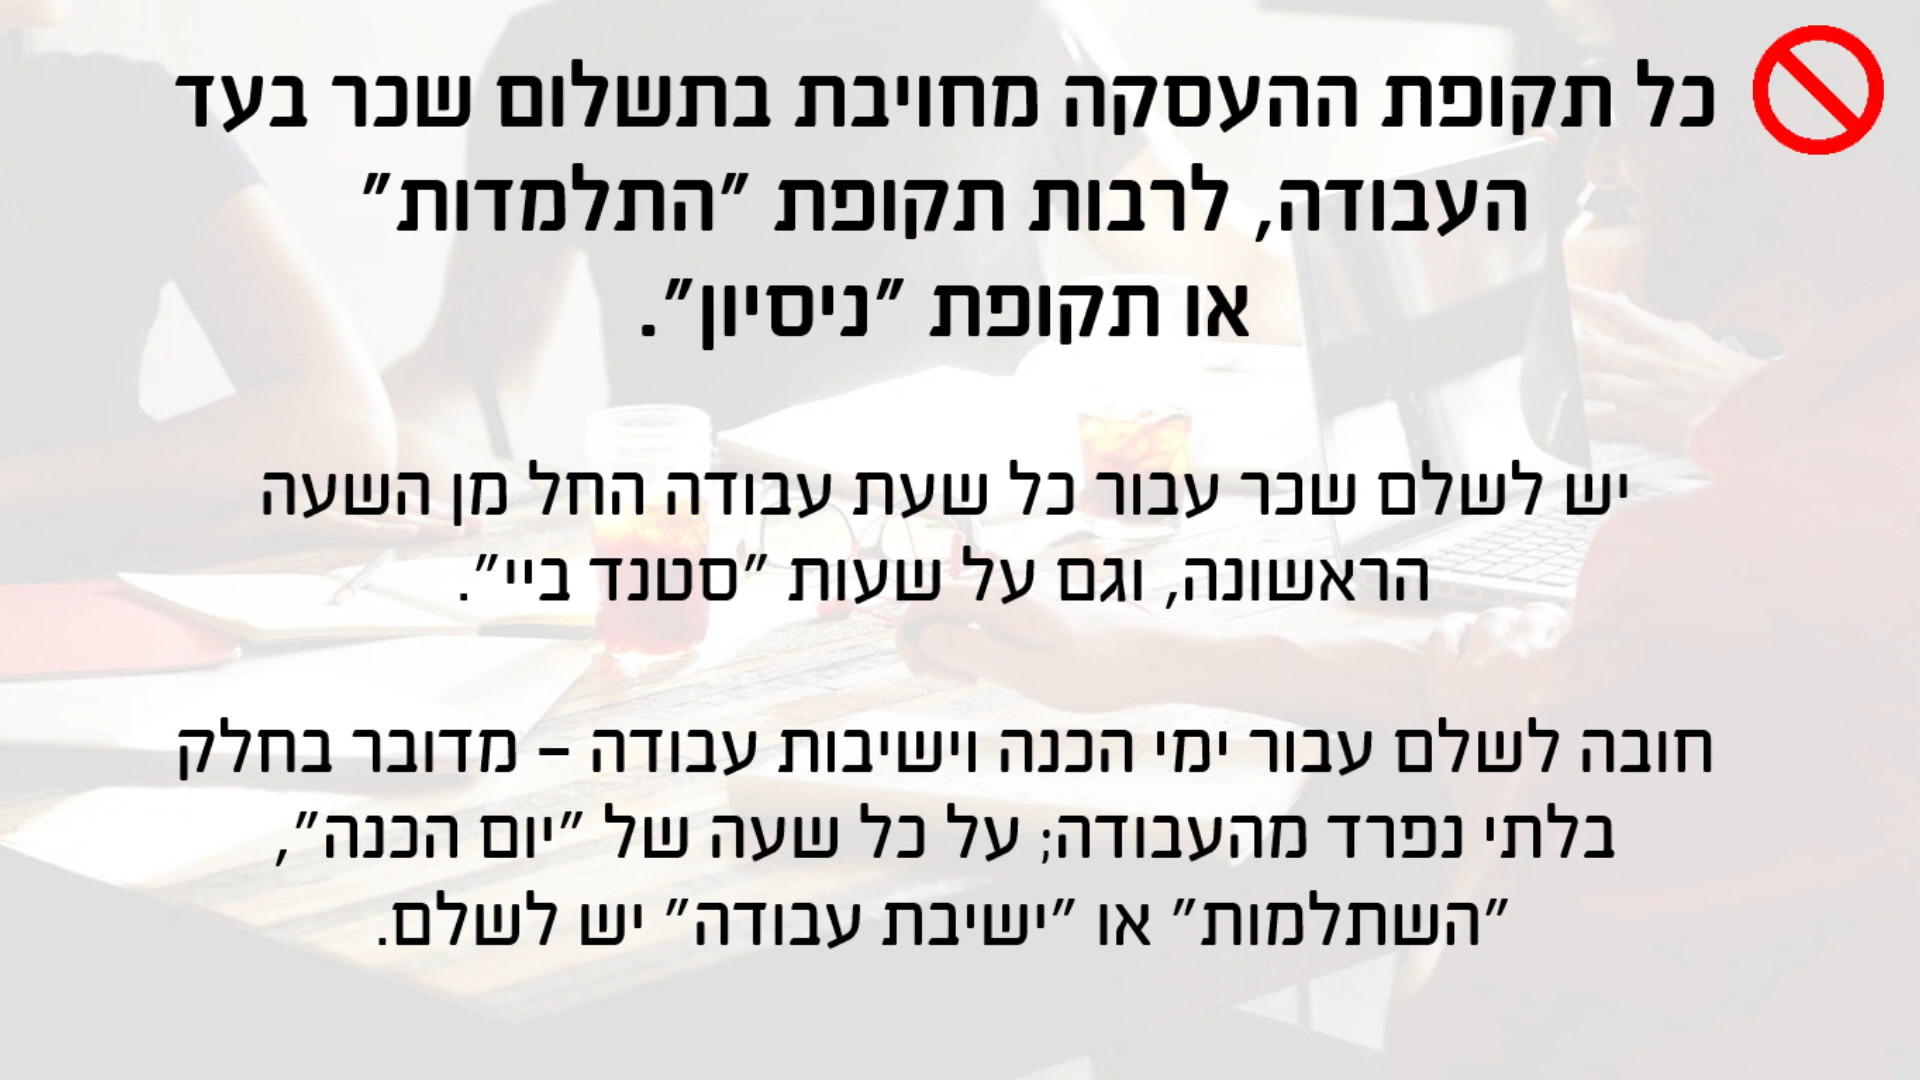 כל תקופת ההעסקה מחויבת בתשלום שכר בעד
העבודה, לרבות תקופת "התלמדות"
או תקופת "ניסיון".
יש לשלם שכר עבור כל שעת עבודה החל מן השעה
הראשונה, וגם על שעות "סטנד ביי".
חובה לשלם עבור ימי הכנה וישיבות עבודה – מדובר בחלק
בלתי נפרד מהעבודה; על כל שעה של "יום הכנה",
"השתלמות" או "ישיבת עבודה" יש לשלם.